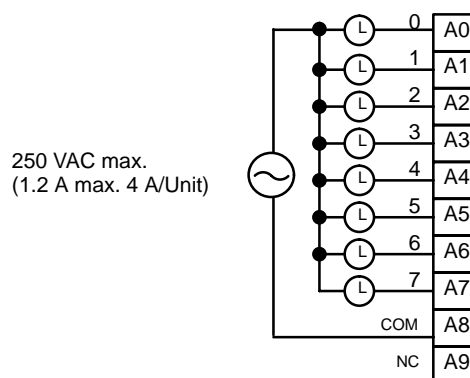 L 0 A0
L 1 A1
L 2 A2
L 3 A3
250 VAC max.
(1.2 A max. 4 A/Unit)
L 4 A4
L 5 A5
L 6 A6
L 7 A7
COM A8
NC A9